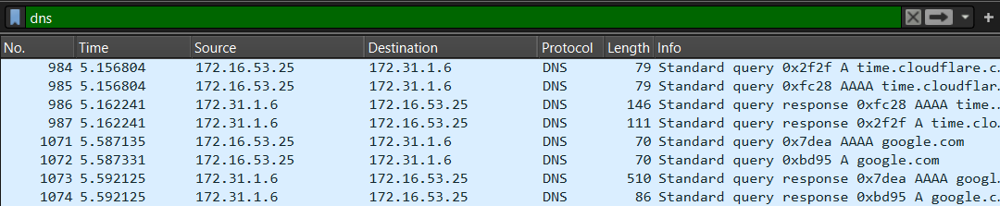 dns
No. Time Source Destination Protocol Length Info
984 5.156804 172.16.53.25 172.31.1.6 DNS 79 Standard query 0x2f2f A time.cloudflare.c…
985 5.156804 172.16.53.25 172.31.1.6 DNS 79 Standard query 0xfc28 AAAA time.cloudflar…
986 5.162241 172.31.1.6 172.16.53.25 DNS 146 Standard query response 0xfc28 AAAA time.…
987 5.162241 172.31.1.6 172.16.53.25 DNS 111 Standard query response 0x2f2f A time.clo…
1071 5.587135 172.16.53.25 172.31.1.6 DNS 70 Standard query 0x7dea AAAA google.com
1072 5.587331 172.16.53.25 172.31.1.6 DNS 70 Standard query 0xbd95 A google.com
1073 5.592125 172.31.1.6 172.16.53.25 DNS 510 Standard query response 0x7dea AAAA googl…
1074 5.592125 172.31.1.6 172.16.53.25 DNS 86 Standard query response 0xbd95 A google.c…